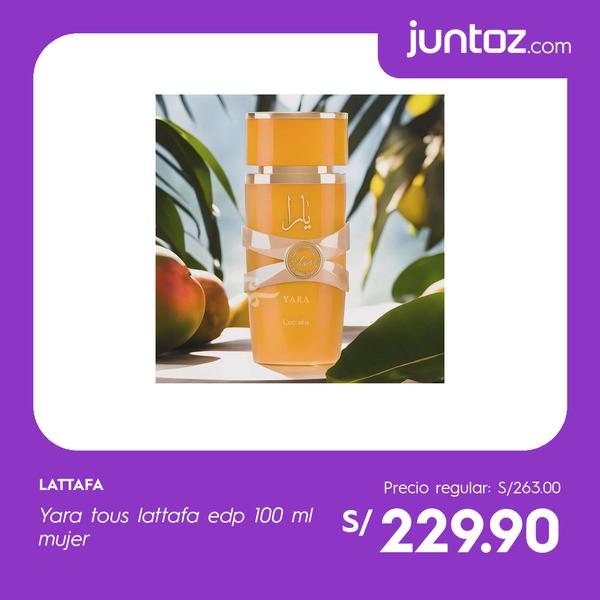 juntoz.com
يارا
YARA
Lattafa
LATTAFA
Precio regular: S/263.00
Yara tous lattafa edp 100 ml
mujer
S/229.90